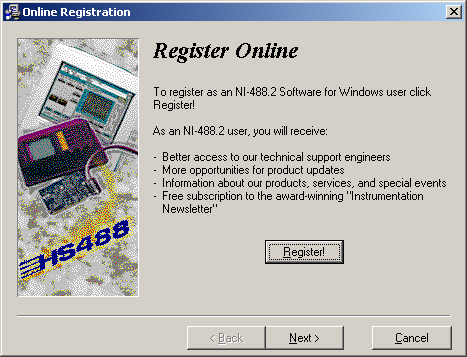 Online Registration
Register Online
To register as an NI-488.2 Software for Windows user click
Register!
As an NI-488.2 user, you will receive:
- Better access to our technical support engineers
- More opportunities for product updates
- Information about our products, services, and special events
- Free subscription to the award-winning "Instrumentation
Newsletter"
HS488
Register!
< Back
Next >
Cancel